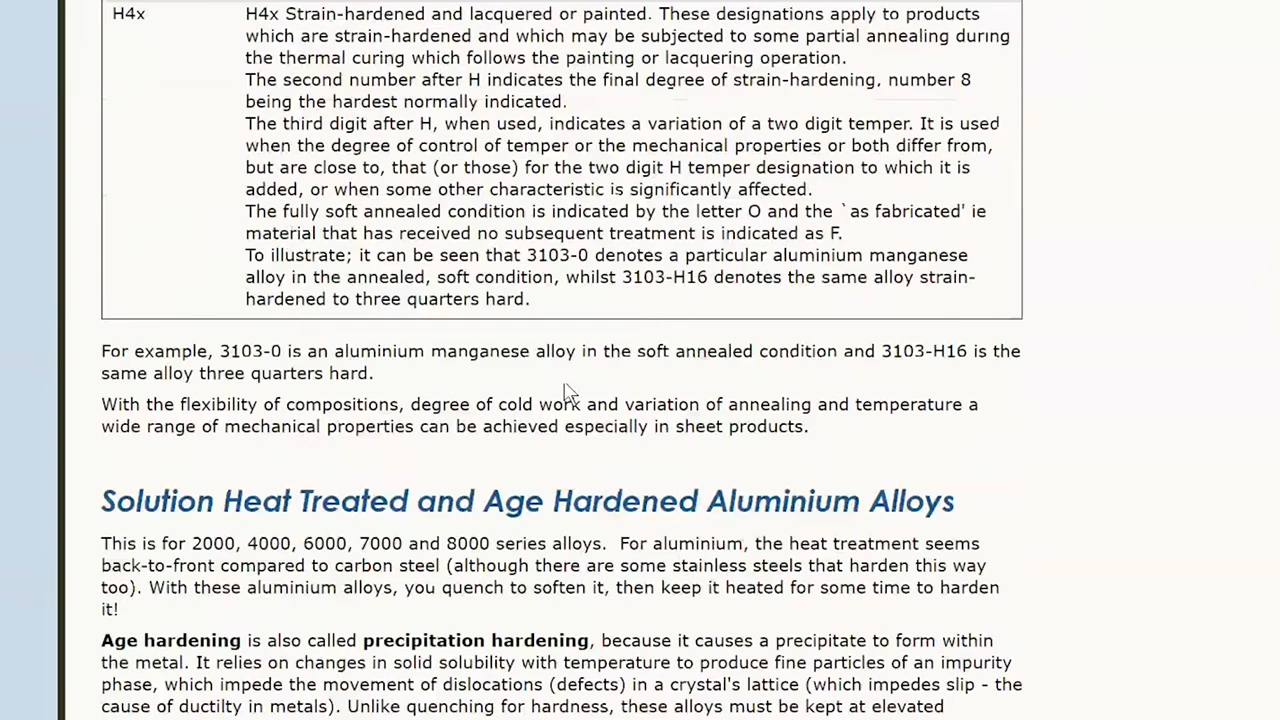 H4x
H4x Strain-hardened and lacquered or painted. These designations apply to products
which are strain-hardened and which may be subjected to some partial annealing during
the thermal curing which follows the painting or lacquering operation.
The second number after H indicates the final degree of strain-hardening, number 8
being the hardest normally indicated.
The third digit after H, when used, indicates a variation of a two digit temper. It is used
when the degree of control of temper or the mechanical properties or both differ from,
but are close to, that (or those) for the two digit H temper designation to which it is
added, or when some other characteristic is significantly affected.
The fully soft annealed condition is indicated by the letter O and the `as fabricated' ie
material that has received no subsequent treatment is indicated as F.
To illustrate; it can be seen that 3103-0 denotes a particular aluminium manganese
alloy in the annealed, soft condition, whilst 3103-H16 denotes the same alloy strain-
hardened to three quarters hard.
For example, 3103-0 is an aluminium manganese alloy in the soft annealed condition and 3103-H16 is the
same alloy three quarters hard.
With the flexibility of compositions, degree of cold work and variation of annealing and temperature a
wide range of mechanical properties can be achieved especially in sheet products.
Solution Heat Treated and Age Hardened Aluminium Alloys
This is for 2000, 4000, 6000, 7000 and 8000 series alloys.  For aluminium, the heat treatment seems
back-to-front compared to carbon steel (although there are some stainless steels that harden this way
too). With these aluminium alloys, you quench to soften it, then keep it heated for some time to harden
it!
Age hardening is also called precipitation hardening, because it causes a precipitate to form within
the metal. It relies on changes in solid solubility with temperature to produce fine particles of an impurity
phase, which impede the movement of dislocations (defects) in a crystal's lattice (which impedes slip - the
cause of ductilty in metals). Unlike quenching for hardness, these alloys must be kept at elevated